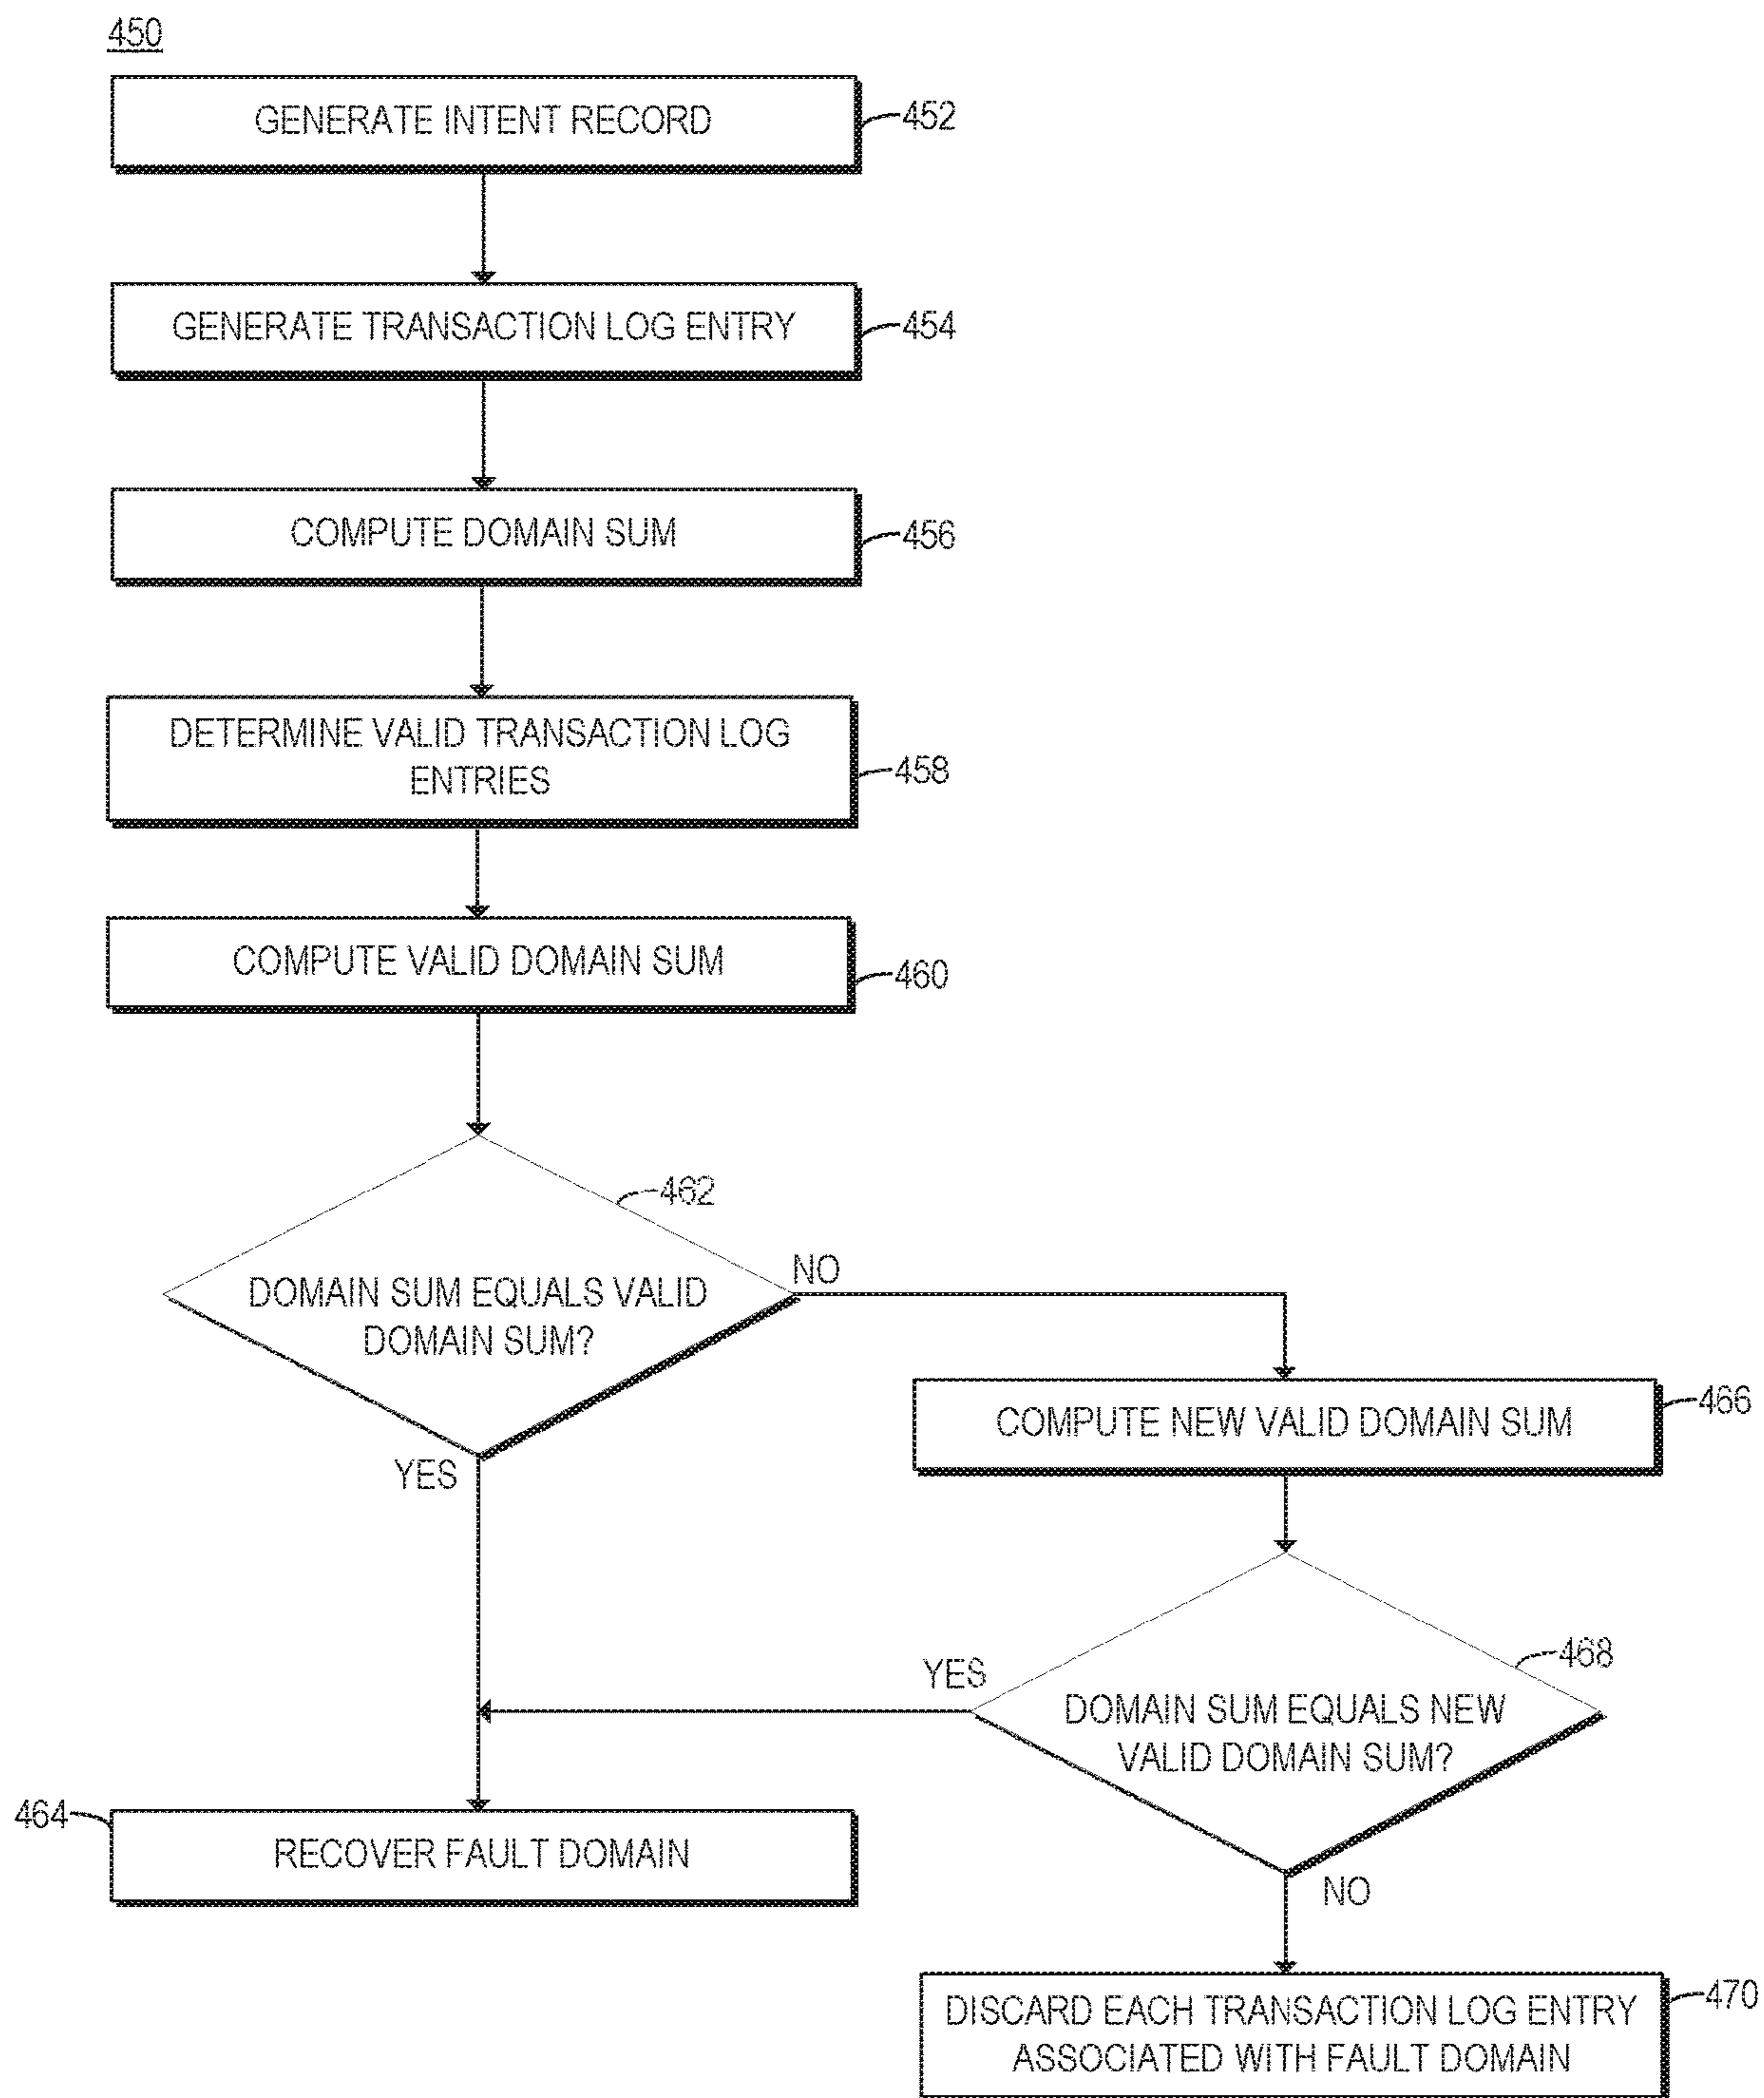 450
GENERATE INTENT RECORD
452
GENERATE TRANSACTION LOG ENTRY
454
COMPUTE DOMAIN SUM
456
DETERMINE VALID TRANSACTION LOG
ENTRIES
458
COMPUTE VALID DOMAIN SUM
460
462
DOMAIN SUM EQUALS VALID
DOMAIN SUM?
NO
YES
COMPUTE NEW VALID DOMAIN SUM
466
468
YES
DOMAIN SUM EQUALS NEW
VALID DOMAIN SUM?
NO
464
RECOVER FAULT DOMAIN
DISCARD EACH TRANSACTION LOG ENTRY
ASSOCIATED WITH FAULT DOMAIN
470